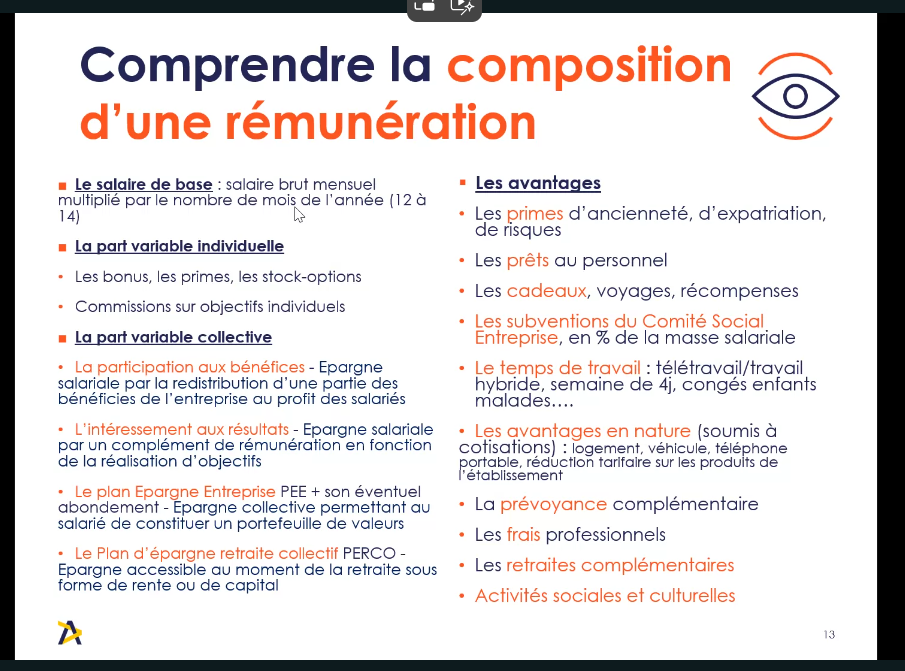 Comprendre la composition
d’une rémunération
▪ Le salaire de base : salaire brut mensuel
multiplié par le nombre de mois de l’année (12 à
14)
▪ La part variable individuelle
▪ Les bonus, les primes, les stock-options
▪ Commissions sur objectifs individuels
▪ La part variable collective
▪ La participation aux bénéfices - Epargne
salariale par la redistribution d’une partie des
bénéficies de l’entreprise au profit des salariés
▪ L’intéressement aux résultats - Epargne salariale
par un complément de rémunération en fonction
de la réalisation d’objectifs
▪ Le plan Epargne Entreprise PEE + son éventuel
abondement - Epargne collective permettant au
salarié de constituer un portefeuille de valeurs
▪ Le Plan d’épargne retraite collectif PERCO -
Epargne accessible au moment de la retraite sous
forme de rente ou de capital
▪ Les avantages
• Les primes d’ancienneté, d’expatriation,
de risques
• Les prêts au personnel
• Les cadeaux, voyages, récompenses
• Les subventions du Comité Social
Entreprise, en % de la masse salariale
• Le temps de travail : télétravail/travail
hybride, semaine de 4j, congés enfants
malades….
• Les avantages en nature (soumis à
cotisations) : logement, véhicule, téléphone
portable, réduction tarifaire sur les produits de
l’établissement
• La prévoyance complémentaire
• Les frais professionnels
• Les retraites complémentaires
• Activités sociales et culturelles
13